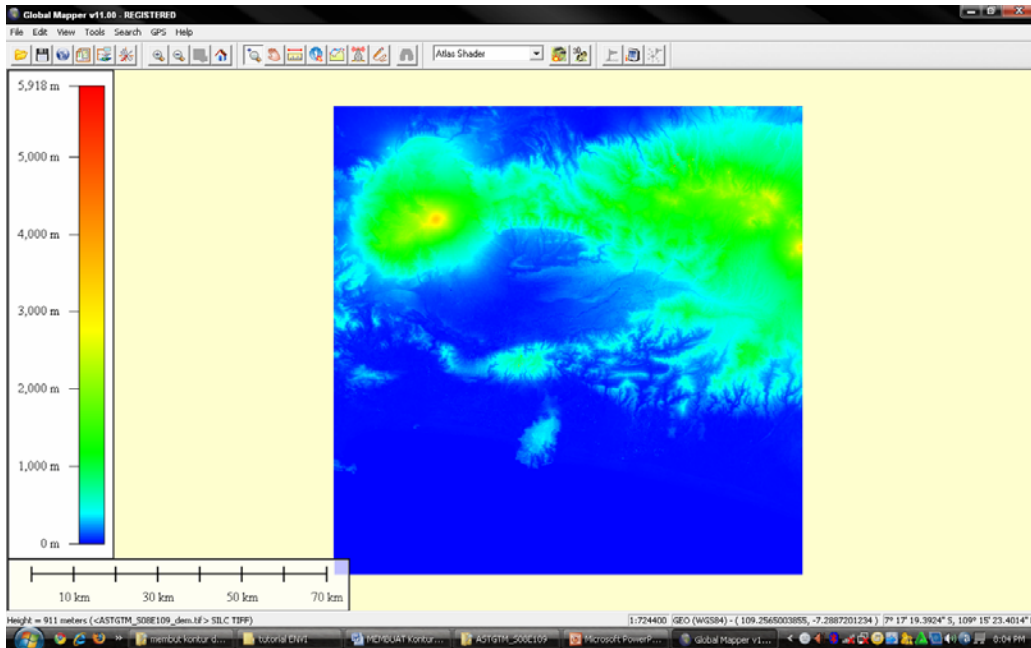 Global Mapper v11.00 - REGISTERED
File Edit View Tools Search GPS Help
Atlas Shader
5,918 m
5,000 m
4,000 m
3,000 m
2,000 m
1,000 m
0 m
10 km 30 km 50 km 70 km
Height = 911 meters (<ASTGTM_S08E109_dem.tif> SILC TIFF) 1:724400 GEO (WGS84) - ( 109.2565003855, -7.2887201234 ) 7° 17' 19.3924" S, 109° 15' 23.4014"
membut kontur d... tutorial ENVI MEMBUAT Kontur... ASTGTM_S08E109 Microsoft PowerP... Global Mapper v1... 8:04 PM